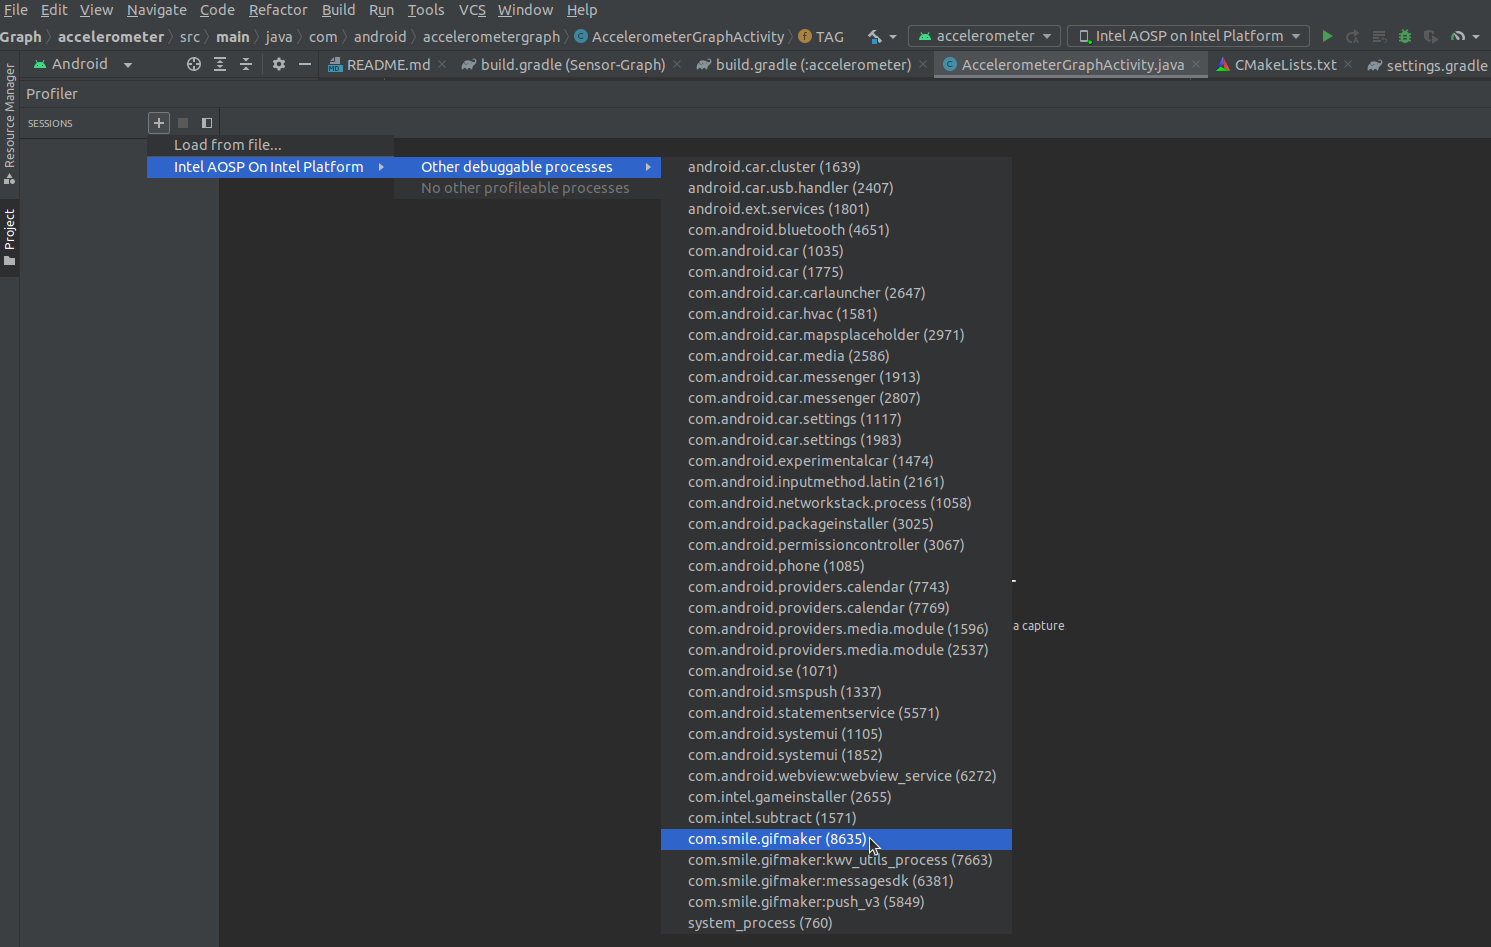 File Edit View Navigate Code Refactor Build Run Tools VCS Window Help
Graph accelerometer src main java com android accelerometergraph AccelerometerGraphActivity TAG accelerometer Intel AOSP on Intel Platform
Android README.md build.gradle (Sensor-Graph) build.gradle (:accelerometer) AccelerometerGraphActivity.java CMakeLists.txt settings.gradle
Resource Manager
Project
Profiler
SESSIONS
Load from file...
Intel AOSP On Intel Platform
Other debuggable processes
No other profileable processes
android.car.cluster (1639)
android.car.usb.handler (2407)
android.ext.services (1801)
com.android.bluetooth (4651)
com.android.car (1035)
com.android.car (1775)
com.android.car.carlauncher (2647)
com.android.car.hvac (1581)
com.android.car.mapsplaceholder (2971)
com.android.car.media (2586)
com.android.car.messenger (1913)
com.android.car.messenger (2807)
com.android.car.settings (1117)
com.android.car.settings (1983)
com.android.experimentalcar (1474)
com.android.inputmethod.latin (2161)
com.android.networkstack.process (1058)
com.android.packageinstaller (3025)
com.android.permissioncontroller (3067)
com.android.phone (1085)
com.android.providers.calendar (7743)
com.android.providers.calendar (7769)
com.android.providers.media.module (1596)
com.android.providers.media.module (2537)
com.android.se (1071)
com.android.smspush (1337)
com.android.statementservice (5571)
com.android.systemui (1105)
com.android.systemui (1852)
com.android.webview:webview_service (6272)
com.intel.gameinstaller (2655)
com.intel.subtract (1571)
com.smile.gifmaker (8635)
com.smile.gifmaker:kwv_utils_process (7663)
com.smile.gifmaker:messagesdk (6381)
com.smile.gifmaker:push_v3 (5849)
system_process (760)
a capture